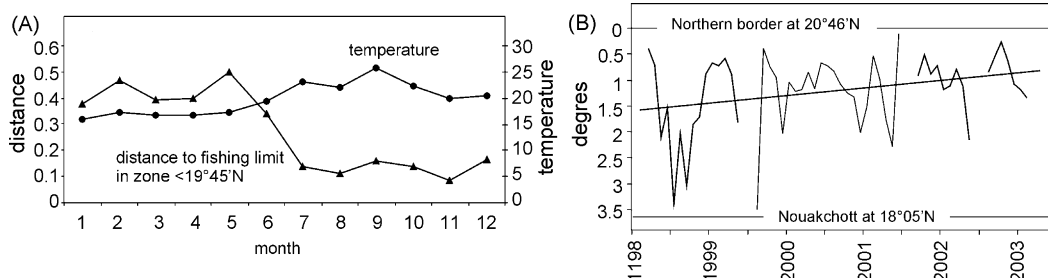 (A)
temperature
distance to fishing limit
in zone <19°45'N
distance
0.6
0.5
0.4
0.3
0.2
0.1
0
temperature
30
25
20
15
10
5
0
1 2 3 4 5 6 7 8 9 10 11 12
month
(B)
Northern border at 20°46'N
degres
0
1
1.5
2
2.5
3
3.5
Nouakchott at 18°05'N
1198 1999 2000 2001 2002 2003